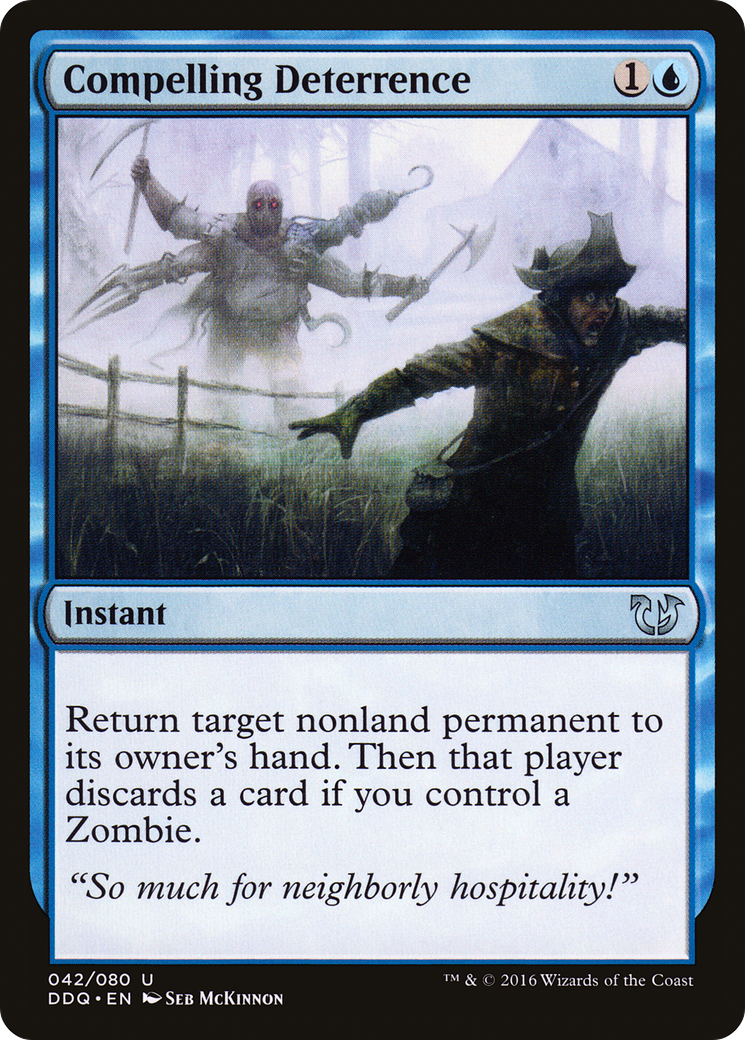 Compelling Deterrence 1
Instant
Return target nonland permanent to
its owner's hand. Then that player
discards a card if you control a
Zombie.
"So much for neighborly hospitality!"
042/080 U
DDQ • EN Seb McKinnon
™ & © 2016 Wizards of the Coast